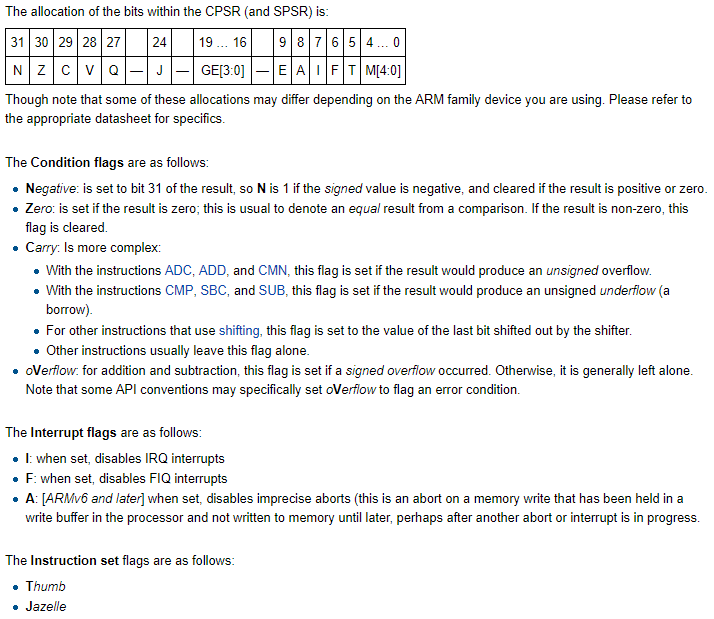 The allocation of the bits within the CPSR (and SPSR) is:
31 30 29 28 27 24 19 ... 16 9 8 7 6 5 4 ... 0
N Z C V Q — J — GE[3:0] — E A I F T M[4:0]
Though note that some of these allocations may differ depending on the ARM family device you are using. Please refer to
the appropriate datasheet for specifics.
The Condition flags are as follows:
• Negative: is set to bit 31 of the result, so N is 1 if the signed value is negative, and cleared if the result is positive or zero.
• Zero: is set if the result is zero; this is usual to denote an equal result from a comparison. If the result is non-zero, this
flag is cleared.
• Carry: Is more complex:
• With the instructions ADC, ADD, and CMN, this flag is set if the result would produce an unsigned overflow.
• With the instructions CMP, SBC, and SUB, this flag is set if the result would produce an unsigned underflow (a
borrow).
• For other instructions that use shifting, this flag is set to the value of the last bit shifted out by the shifter.
• Other instructions usually leave this flag alone.
• oVerflow: for addition and subtraction, this flag is set if a signed overflow occurred. Otherwise, it is generally left alone.
Note that some API conventions may specifically set oVerflow to flag an error condition.
The Interrupt flags are as follows:
• I: when set, disables IRQ interrupts
• F: when set, disables FIQ interrupts
• A: [ARMv6 and later] when set, disables imprecise aborts (this is an abort on a memory write that has been held in a
write buffer in the processor and not written to memory until later, perhaps after another abort or interrupt is in progress.
The Instruction set flags are as follows:
• Thumb
• Jazelle